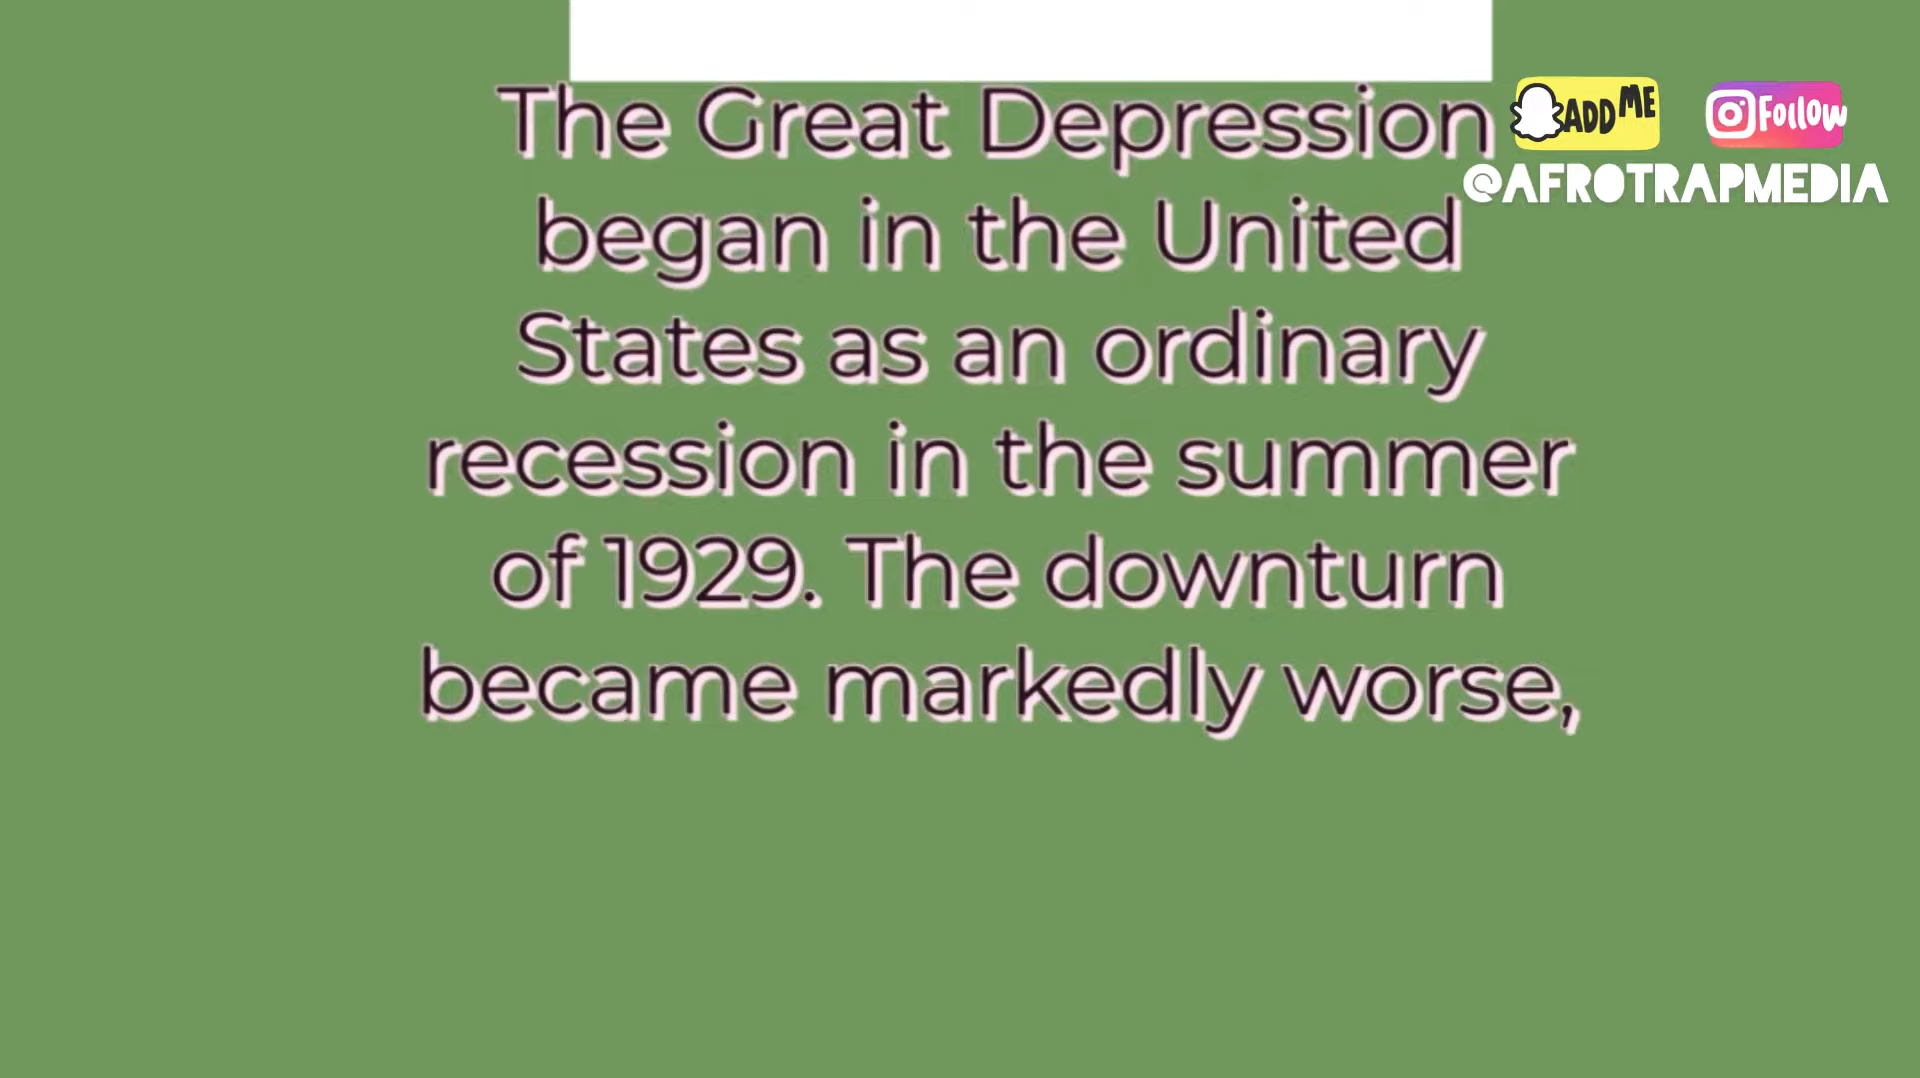 The Great Depression
began in the United
States as an ordinary
recession in the summer
of 1929. The downturn
became markedly worse,
ADD ME
Follow
@AFROTRAPMEDIA